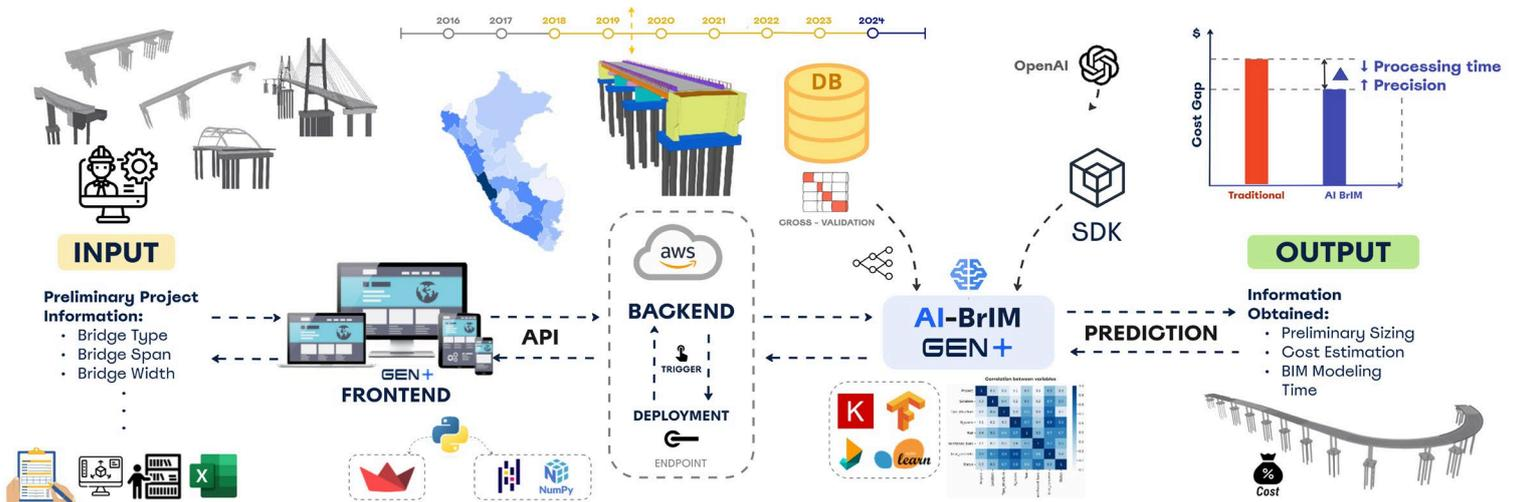 2016 2017 2018 2019 2020 2021 2022 2023 2024
OpenAI
$
Cost Gap
↓ Processing time
↑ Precision
Traditional
AI BrIM
DB
CROSS - VALIDATION
SDK
aws
INPUT
Preliminary Project
Information:
• Bridge Type
• Bridge Span
• Bridge Width
GEN+
FRONTEND
API
BACKEND
TRIGGER
DEPLOYMENT
ENDPOINT
AI-BrIM
GEN+
PREDICTION
OUTPUT
Information
Obtained:
• Preliminary Sizing
• Cost Estimation
• BIM Modeling
Time
X
NumPy
K
learn
Correlation between variables
%
Cost